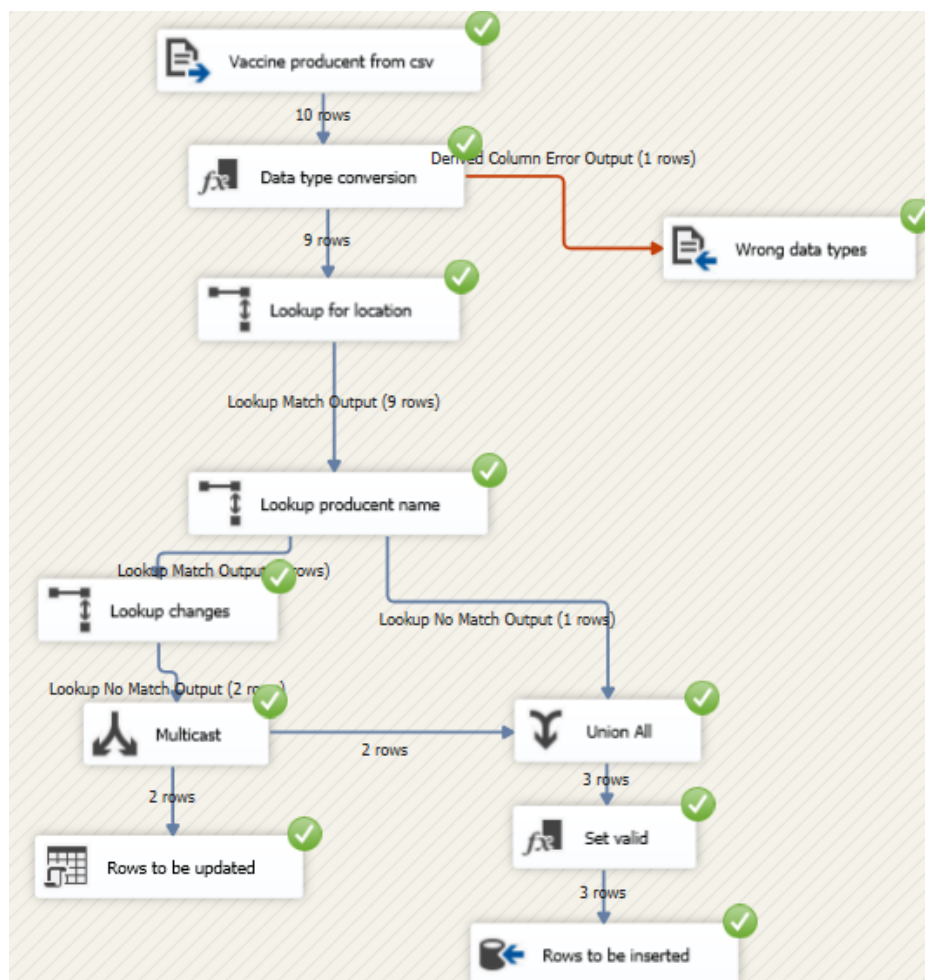 Vaccine producent from csv
10 rows
Derived Column Error Output (1 rows)
Data type conversion
9 rows
Wrong data types
Lookup for location
Lookup Match Output (9 rows)
Lookup producent name
Lookup Match Output rows)
Lookup changes
Lookup No Match Output (1 rows)
Lookup No Match Output (2 rows)
Multicast
2 rows
Union All
2 rows
3 rows
Set valid
Rows to be updated
3 rows
Rows to be inserted